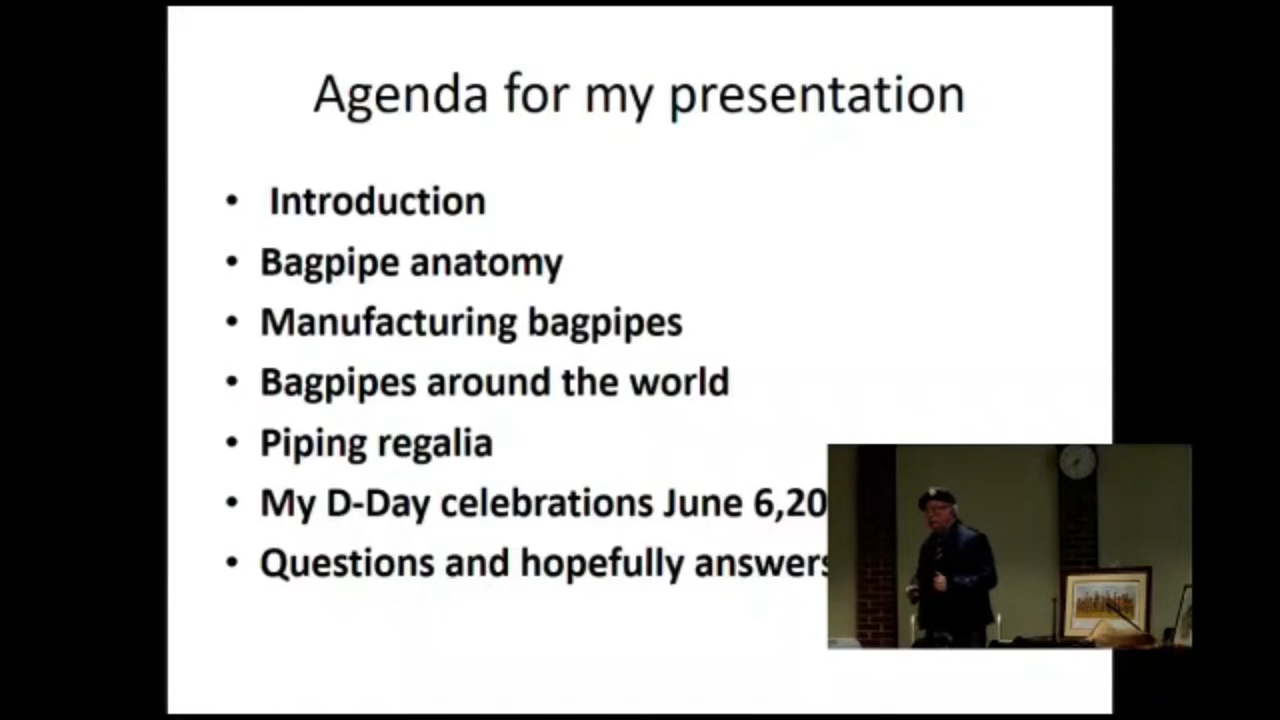 Agenda for my presentation
• Introduction
• Bagpipe anatomy
• Manufacturing bagpipes
• Bagpipes around the world
• Piping regalia
• My D-Day celebrations June 6,20
• Questions and hopefully answers